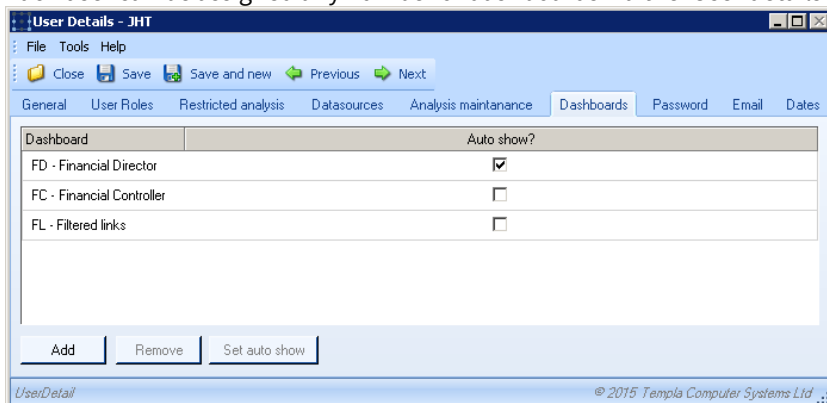 User Details - JHT
File Tools Help
Close Save Save and new Previous Next
General User Roles Restricted analysis Datasources Analysis maintanance Dashboards Password Email Dates
Dashboard Auto show?
FD - Financial Director
FC - Financial Controller
FL - Filtered links
Add Remove Set auto show
UserDetail © 2015 Templa Computer Systems Ltd